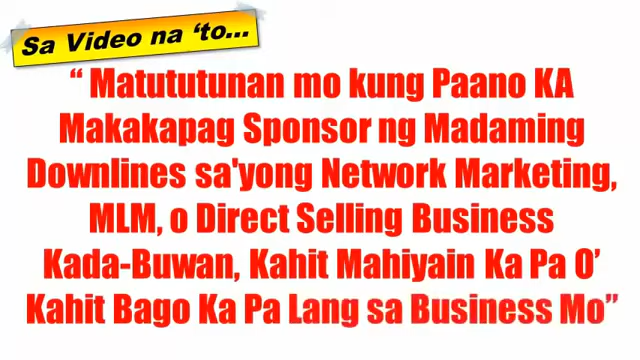 Sa Video na ‘to...
“ Matututunan mo kung Paano KA
Makakapag Sponsor ng Madaming
Downlines sa'yong Network Marketing,
MLM, o Direct Selling Business
Kada-Buwan, Kahit Mahiyain Ka Pa O’
Kahit Bago Ka Pa Lang sa Business Mo”